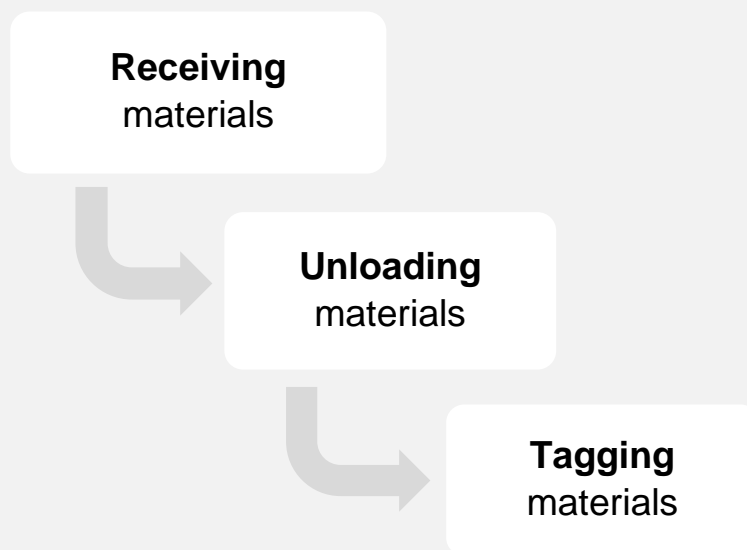 Receiving
materials
Unloading
materials
Tagging
materials